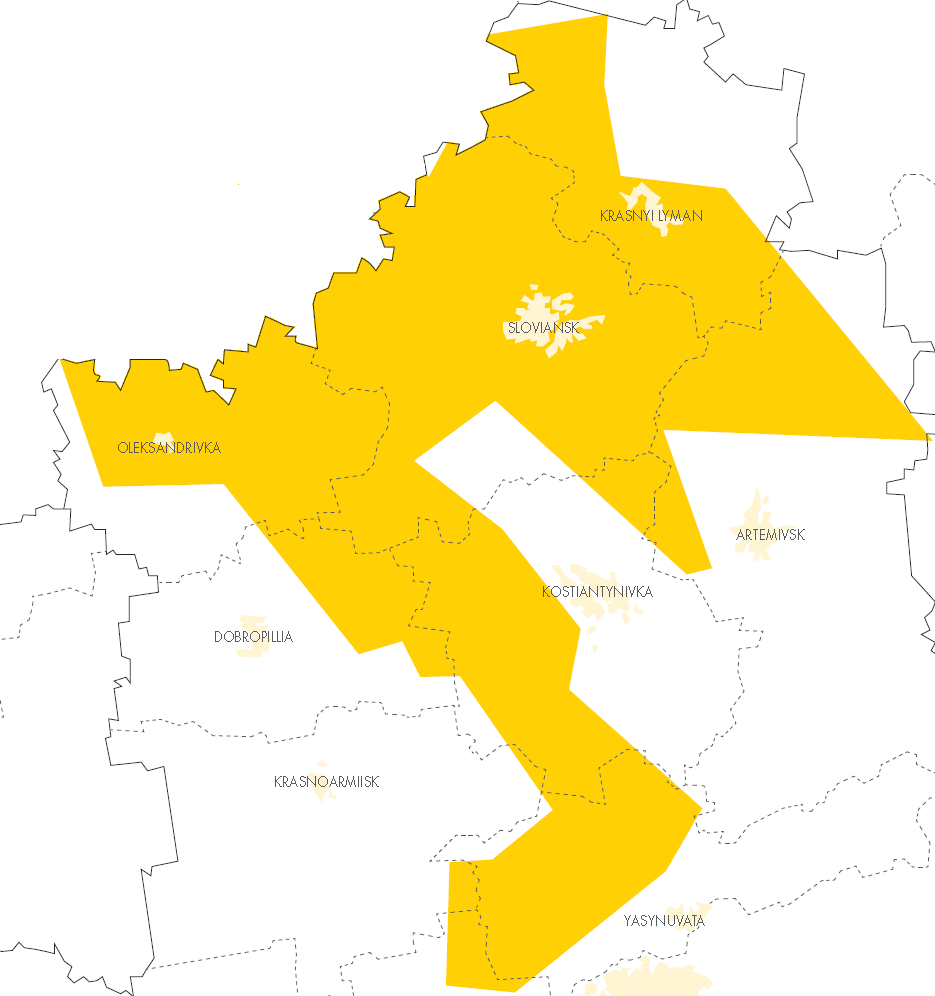 KRASNYI LYMAN
SLOVIANSK
OLEKSANDRIVKA
ARTEMIVSK
KOSTIANTYNIVKA
DOBROPILLIA
KRASNOARMIISK
YASYNUVATA